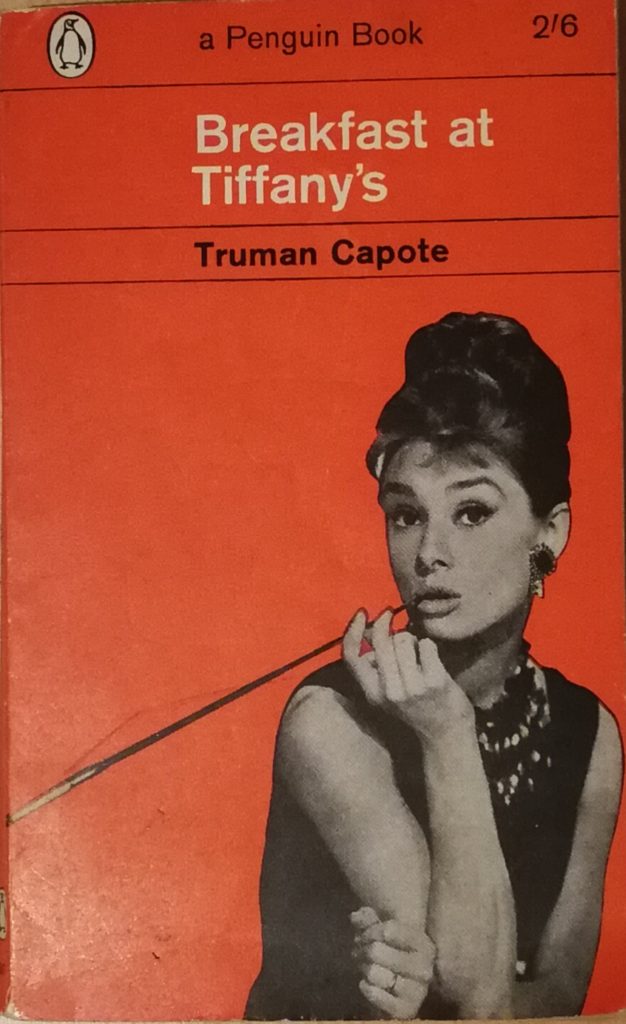 a Penguin Book 2/6
Breakfast at
Tiffany's
Truman Capote